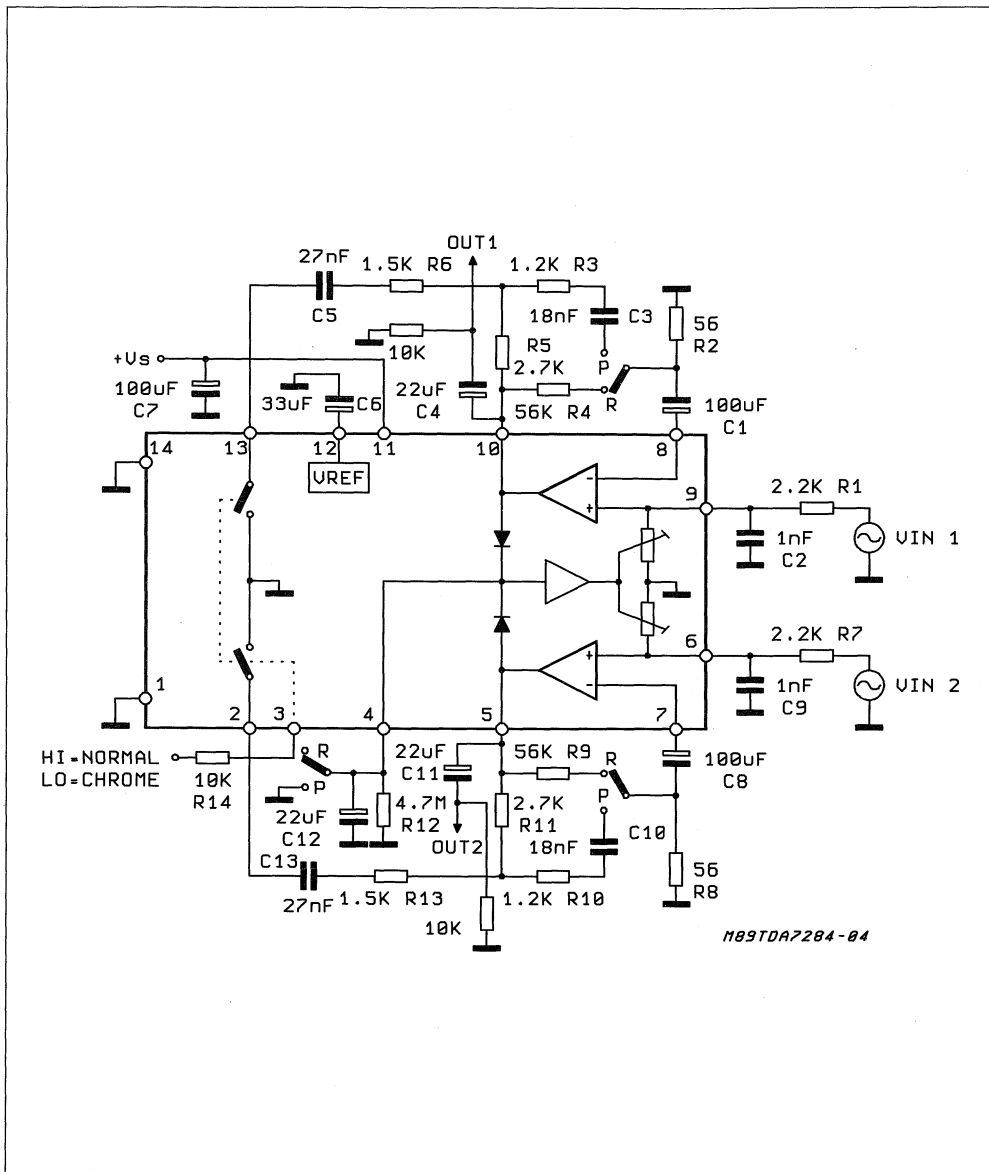 OUT1
27nF
C5
1.5K R6
1.2K R3
18nF
C3
56
R2
10K
R5
2.7K
P
R
+Vs
100uF
C7
33uF
C6
22uF
C4
56K R4
100uF
C1
14
13
12
11
10
8
VREF
-
+
9
2.2K R1
1nF
C2
VIN 1
6
2.2K R7
1nF
C9
VIN 2
+
-
1
2
3
4
5
7
HI=NORMAL
LO=CHROME
10K
R14
R
P
22uF
C12
4.7M
R12
22uF
C11
OUT2
56K R9
2.7K
R11
R
P
18nF
C10
100uF
C8
56
R8
C13
27nF
1.5K R13
1.2K R10
10K
M89TDA7284-04